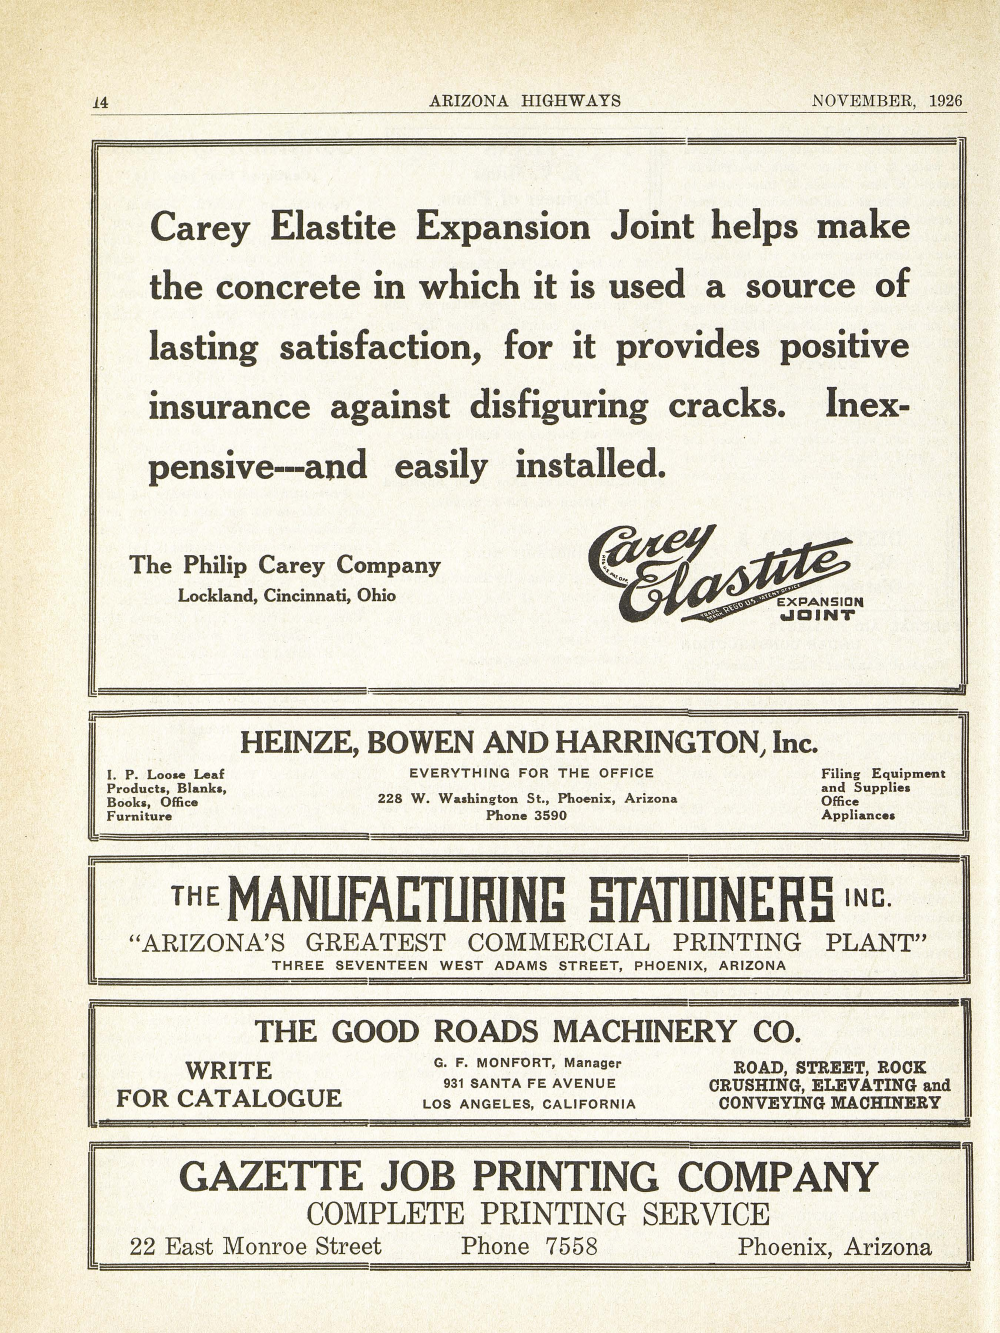 14 ARIZONA HIGHWAYS NOVEMBER, 1926
Carey Elastite Expansion Joint helps make
the concrete in which it is used a source of
lasting satisfaction, for it provides positive
insurance against disfiguring cracks. Inex-
pensive---and easily installed.
The Philip Carey Company
Lockland, Cincinnati, Ohio
Carey
Elastite
TRADE MARK REG'D U.S. PATENT OFFICE
EXPANSION
JOINT
HEINZE, BOWEN AND HARRINGTON, Inc.
I. P. Loose Leaf
Products, Blanks,
Books, Office
Furniture
EVERYTHING FOR THE OFFICE
228 W. Washington St., Phoenix, Arizona
Phone 3590
Filing Equipment
and Supplies
Office
Appliances
THE MANUFACTURING STATIONERS INC.
“ARIZONA'S GREATEST COMMERCIAL PRINTING PLANT”
THREE SEVENTEEN WEST ADAMS STREET, PHOENIX, ARIZONA
THE GOOD ROADS MACHINERY CO.
WRITE
FOR CATALOGUE
G. F. MONFORT, Manager
931 SANTA FE AVENUE
LOS ANGELES, CALIFORNIA
ROAD, STREET, ROCK
CRUSHING, ELEVATING and
CONVEYING MACHINERY
GAZETTE JOB PRINTING COMPANY
COMPLETE PRINTING SERVICE
22 East Monroe Street Phone 7558 Phoenix, Arizona